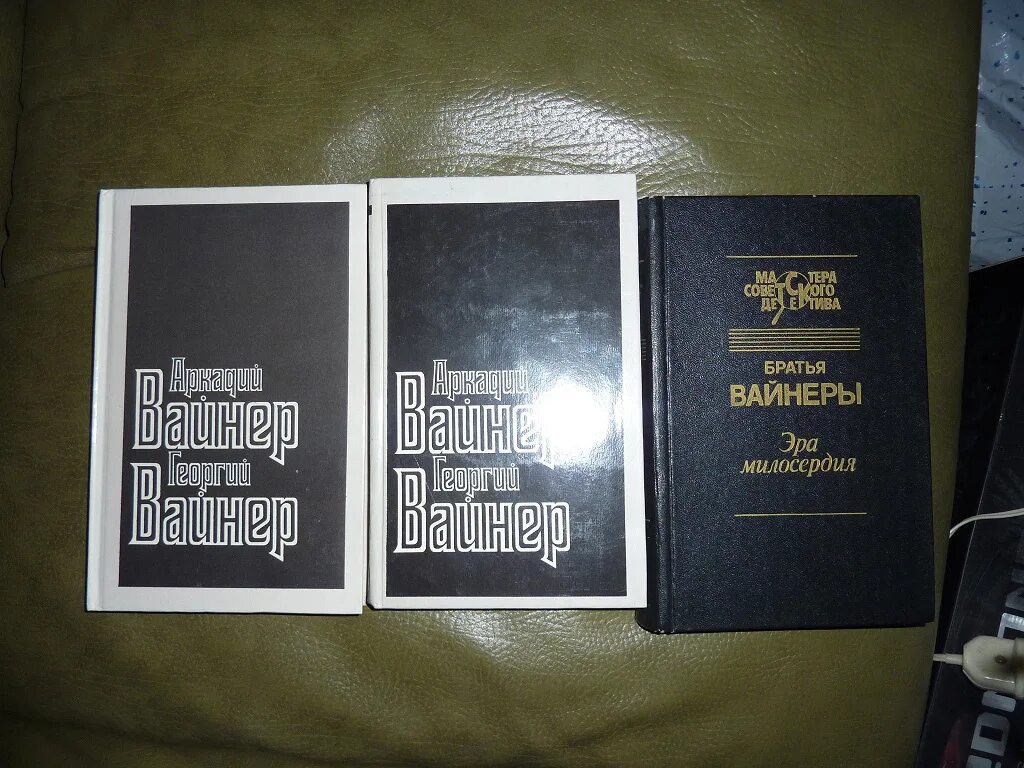 Аркадий
Вайнер
Георгий
Вайнер
Аркадий
Вайнер
Георгий
Вайнер
МАСТЕРА
СОВЕТСКОГО
ДЕТЕКТИВА
БРАТЬЯ
ВАЙНЕРЫ
Эра
милосердия